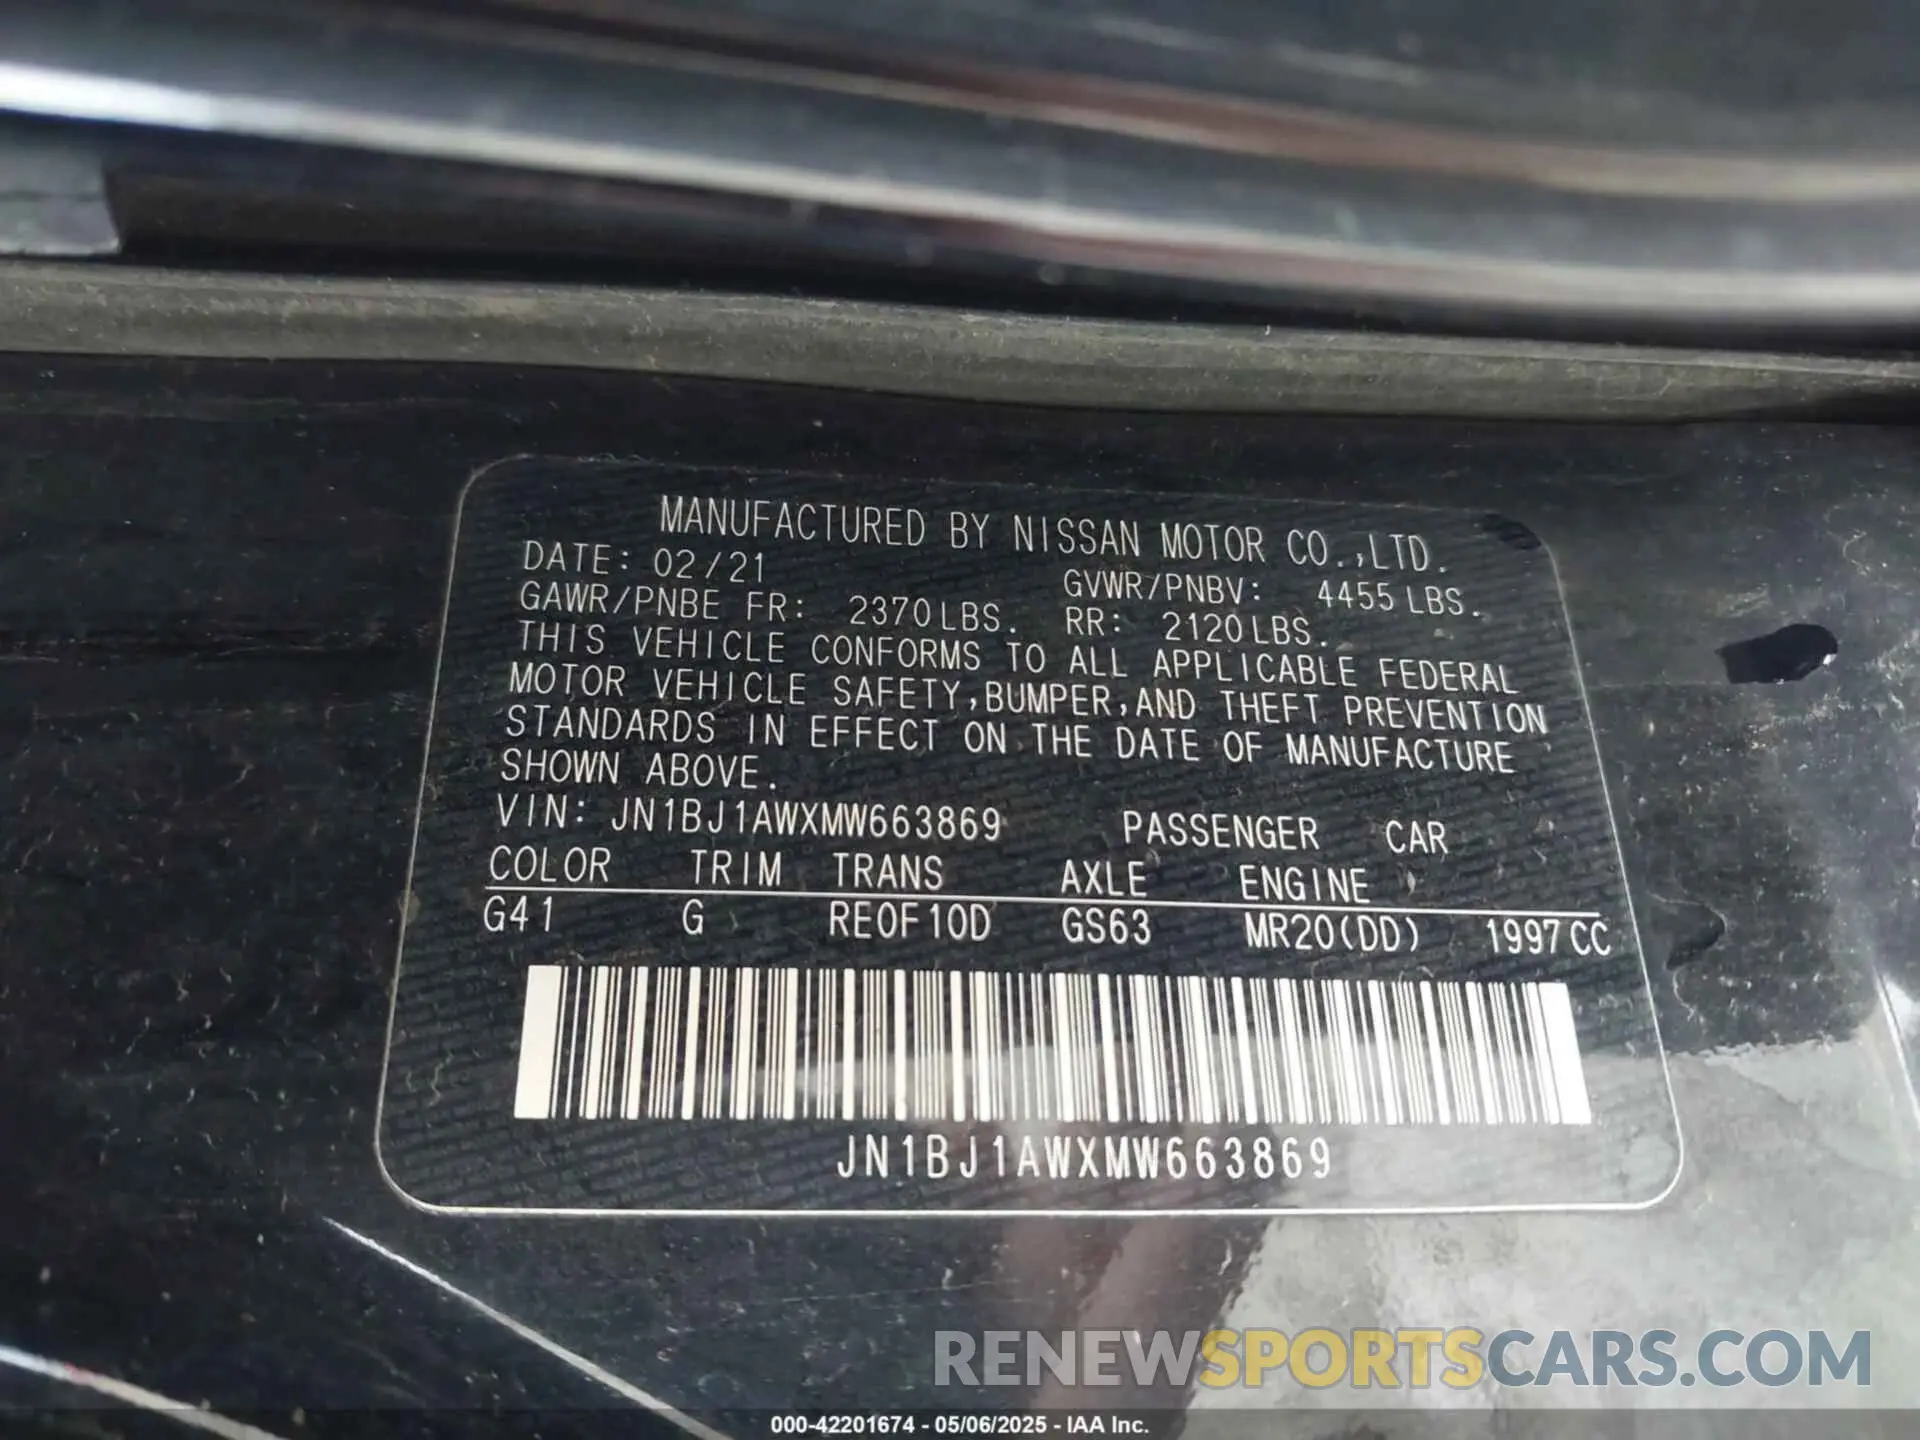 MANUFACTURED BY NISSAN MOTOR CO.,LTD.
DATE: 02/21 GVWR/PNBV: 4455 LBS.
GAWR/PNBE FR: 2370 LBS. RR: 2120 LBS.
THIS VEHICLE CONFORMS TO ALL APPLICABLE FEDERAL
MOTOR VEHICLE SAFETY,BUMPER,AND THEFT PREVENTION
STANDARDS IN EFFECT ON THE DATE OF MANUFACTURE
SHOWN ABOVE.
VIN: JN1BJ1AWXMW663869 PASSENGER CAR
COLOR TRIM TRANS AXLE ENGINE
G41 G RE0F10D GS63 MR20(DD) 1997 CC
JN1BJ1AWXMW663869
RENEWSPORTSCARS.COM
000-42201674 - 05/06/2025 - IAA Inc.